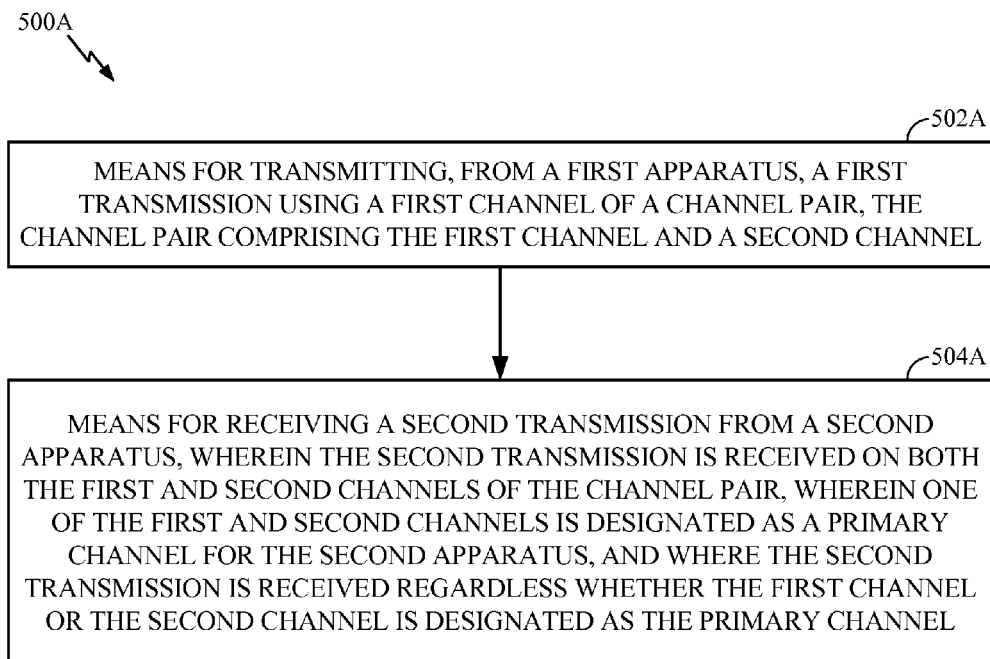 500A
502A
MEANS FOR TRANSMITTING, FROM A FIRST APPARATUS, A FIRST
TRANSMISSION USING A FIRST CHANNEL OF A CHANNEL PAIR, THE
CHANNEL PAIR COMPRISING THE FIRST CHANNEL AND A SECOND CHANNEL
504A
MEANS FOR RECEIVING A SECOND TRANSMISSION FROM A SECOND
APPARATUS, WHEREIN THE SECOND TRANSMISSION IS RECEIVED ON BOTH
THE FIRST AND SECOND CHANNELS OF THE CHANNEL PAIR, WHEREIN ONE
OF THE FIRST AND SECOND CHANNELS IS DESIGNATED AS A PRIMARY
CHANNEL FOR THE SECOND APPARATUS, AND WHERE THE SECOND
TRANSMISSION IS RECEIVED REGARDLESS WHETHER THE FIRST CHANNEL
OR THE SECOND CHANNEL IS DESIGNATED AS THE PRIMARY CHANNEL